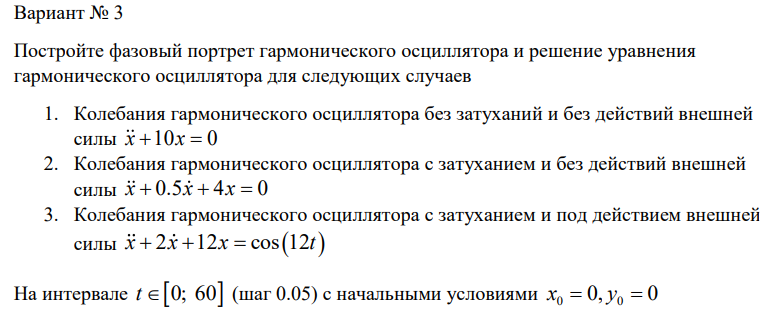 Вариант № 3
Постройте фазовый портрет гармонического осциллятора и решение уравнения
гармонического осциллятора для следующих случаев
1. Колебания гармонического осциллятора без затуханий и без действий внешней
силы ẍ+10x = 0
2. Колебания гармонического осциллятора с затуханием и без действий внешней
силы ẍ + 0.5ẋ + 4x = 0
3. Колебания гармонического осциллятора с затуханием и под действием внешней
силы ẍ + 2ẋ +12x = cos(12t)
На интервале t ∈[0; 60] (шаг 0.05) с начальными условиями x₀ = 0, y₀ = 0